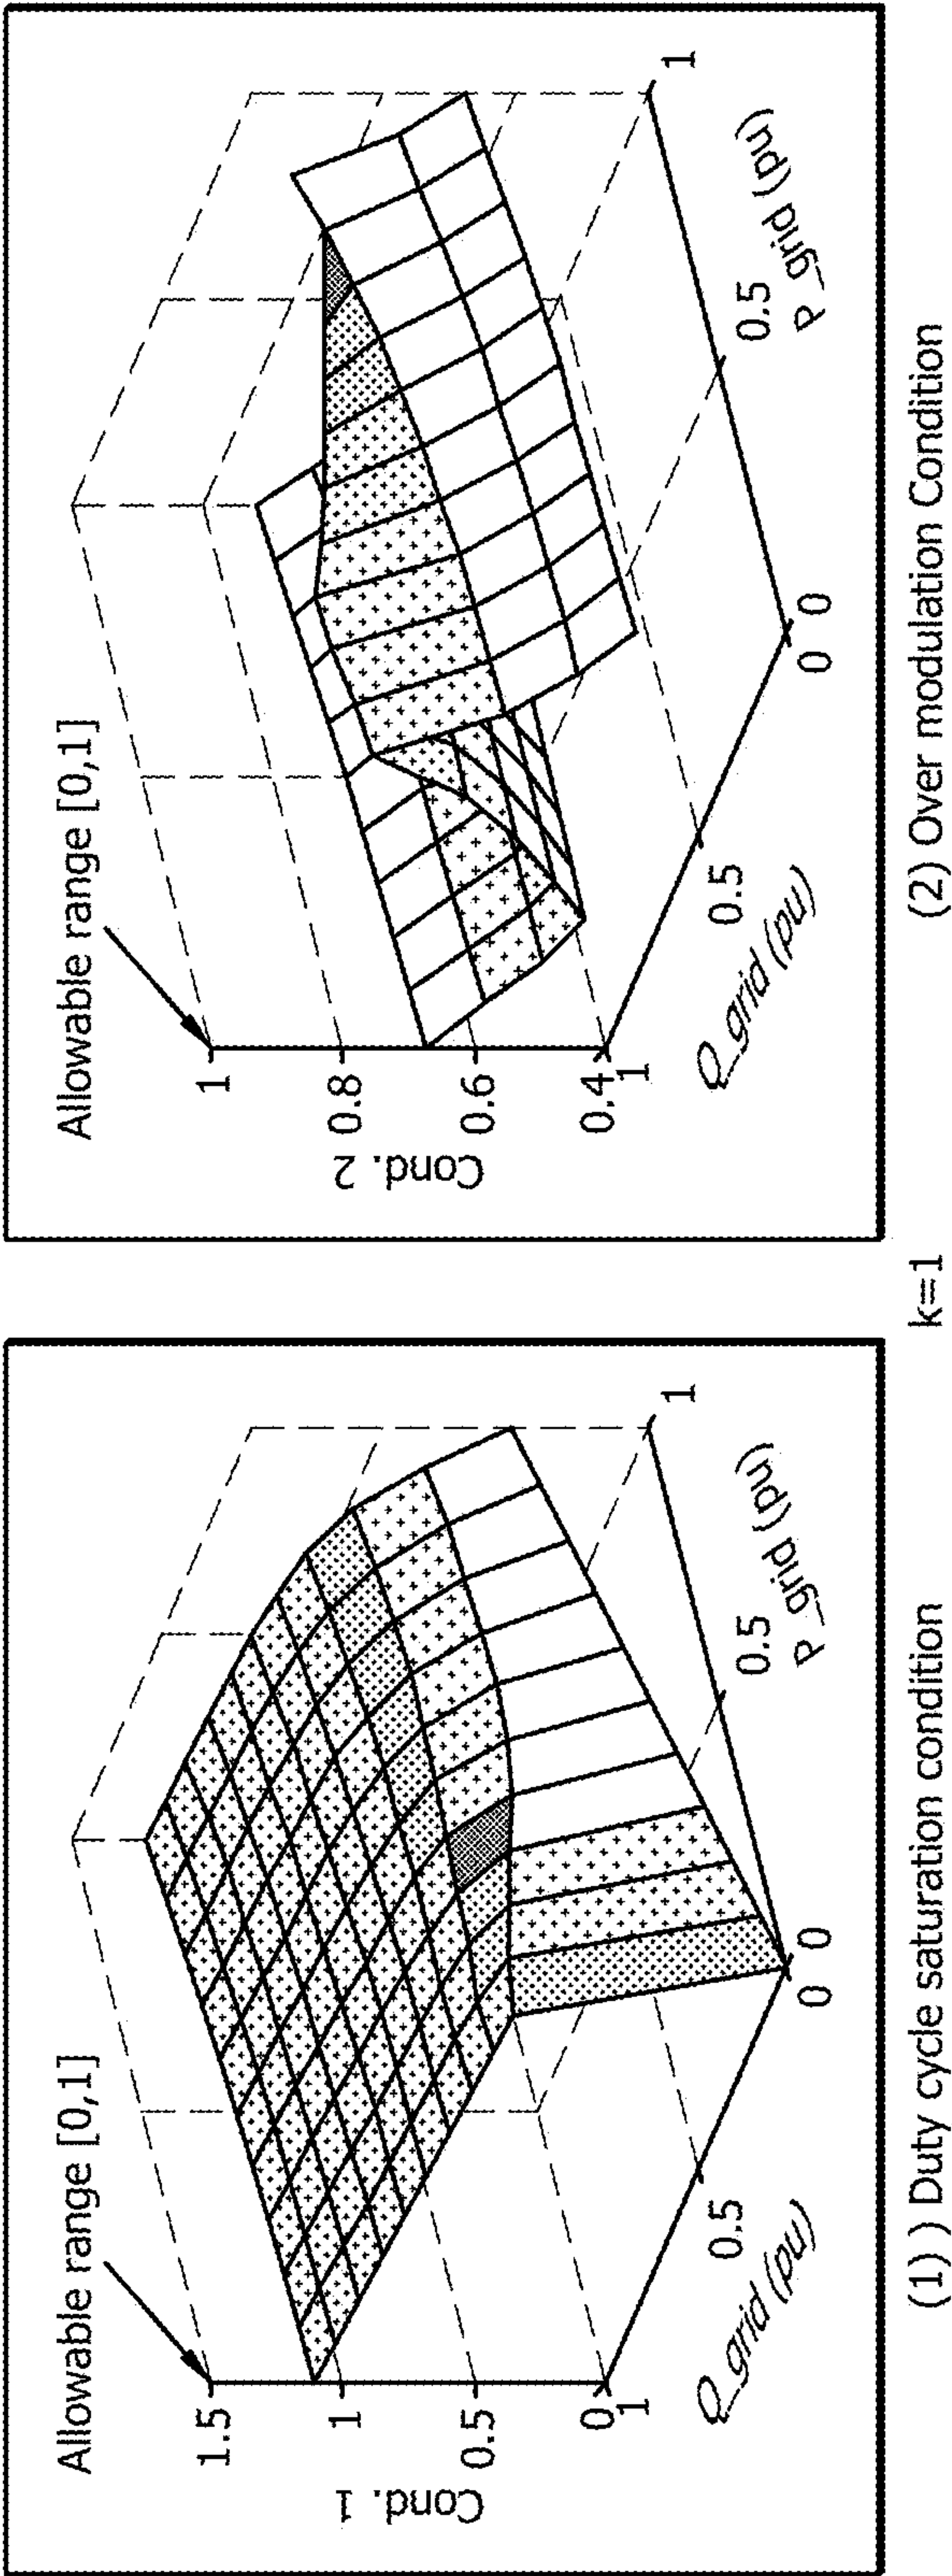 Allowable range [0,1]
1.5
1
0.5
0
Cond. 1
1
0.5
0
Q_grid (pu)
0
0.5
1
P_grid (pu)
(1) ) Duty cycle saturation condition
k=1
Allowable range [0,1]
1
0.8
0.6
0.4
Cond. 2
1
0.5
0
Q_grid (pu)
0
0.5
1
P_grid (pu)
(2) Over modulation Condition